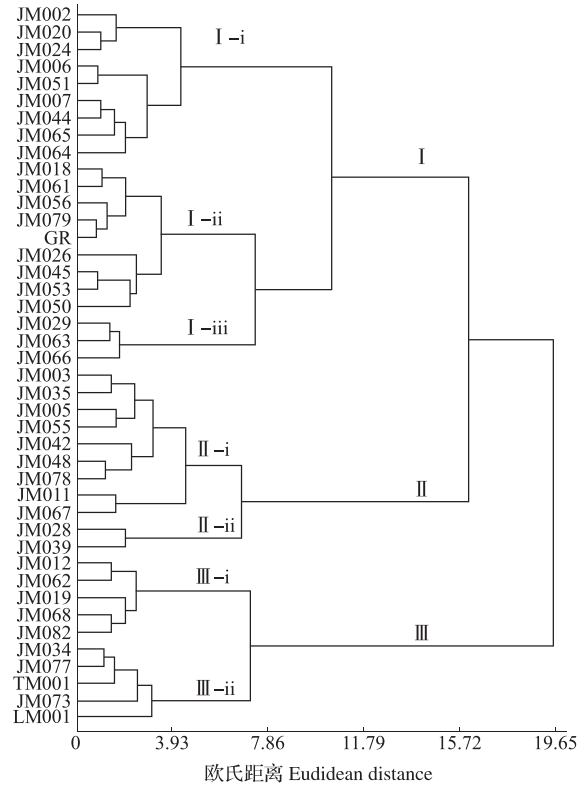 JM002
JM020
JM024
JM006
JM051
JM007
JM044
JM065
JM064
JM018
JM061
JM056
JM079
GR
JM026
JM045
JM053
JM050
JM029
JM063
JM066
JM003
JM035
JM005
JM055
JM042
JM048
JM078
JM011
JM067
JM028
JM039
JM012
JM062
JM019
JM068
JM082
JM034
JM077
TM001
JM073
LM001
Ⅰ-i
Ⅰ
Ⅰ-ii
Ⅰ-iii
Ⅱ-i
Ⅱ
Ⅱ-ii
Ⅲ-i
Ⅲ
Ⅲ-ii
0 3.93 7.86 11.79 15.72 19.65
欧氏距离 Eudidean distance